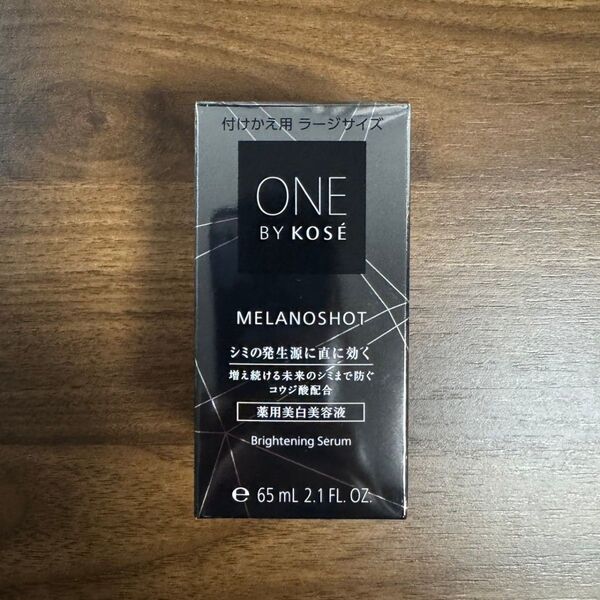 付けかえ用 ラージサイズ
ONE
BY KOSÉ
MELANOSHOT
シミの発生源に直に効く
増え続ける未来のシミまで防ぐ
コウジ酸配合
薬用美白美容液
Brightening Serum
℮ 65 mL 2.1 FL. OZ.